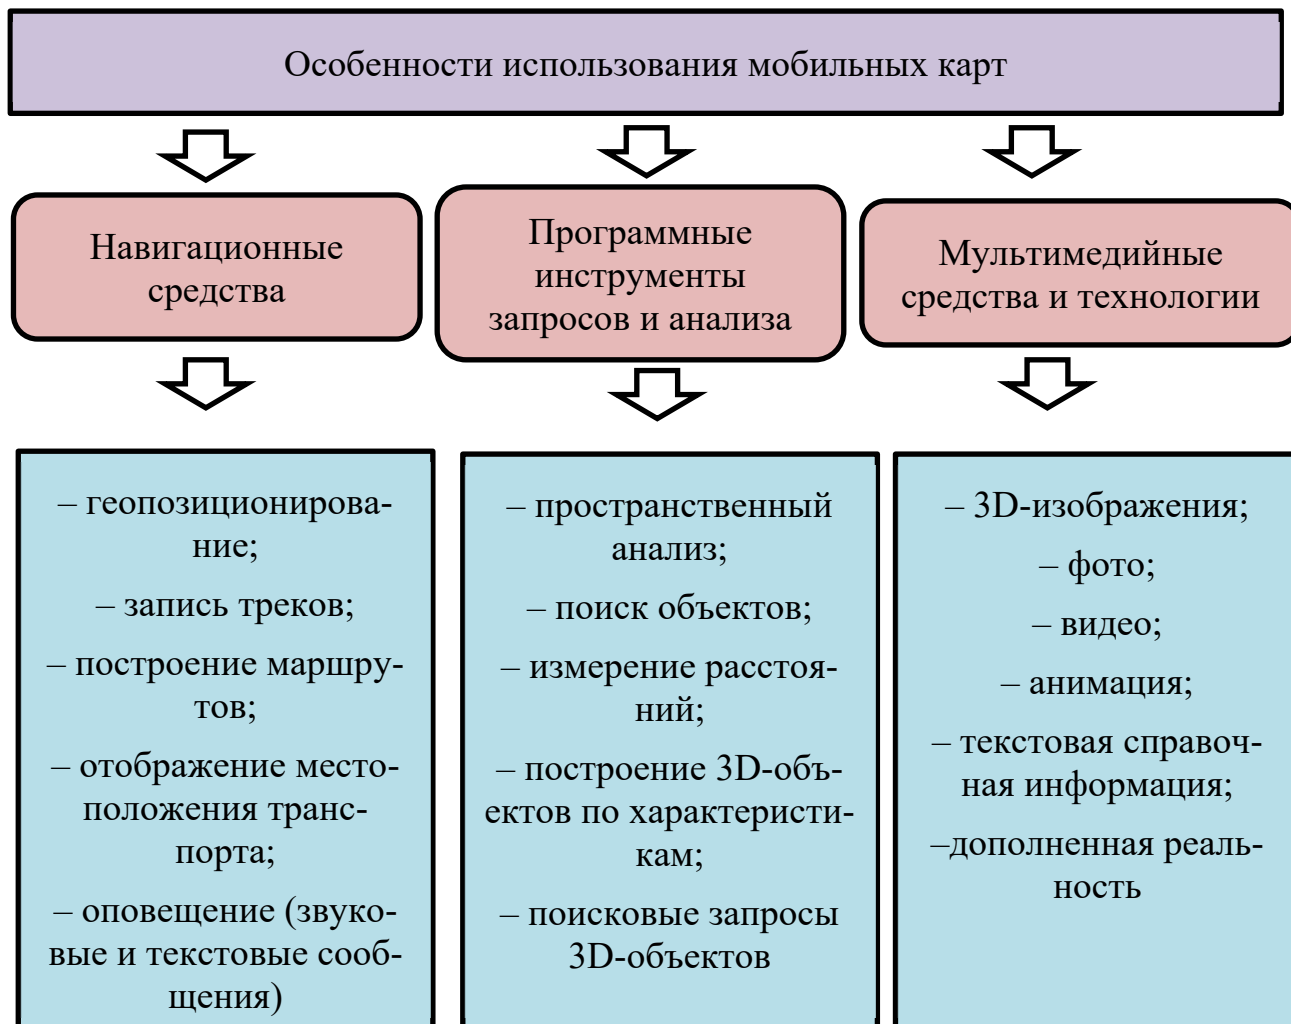 Особенности использования мобильных карт
Навигационные
средства
Программные
инструменты
запросов и анализа
Мультимедийные
средства и технологии
– геопозиционирова-
ние;
– запись треков;
– построение маршру-
тов;
– отображение место-
положения транс-
порта;
– оповещение (звуко-
вые и текстовые сооб-
щения)
– пространственный
анализ;
– поиск объектов;
– измерение расстоя-
ний;
– построение 3D-объ-
ектов по характеристи-
кам;
– поисковые запросы
3D-объектов
– 3D-изображения;
– фото;
– видео;
– анимация;
– текстовая справоч-
ная информация;
–дополненная реаль-
ность